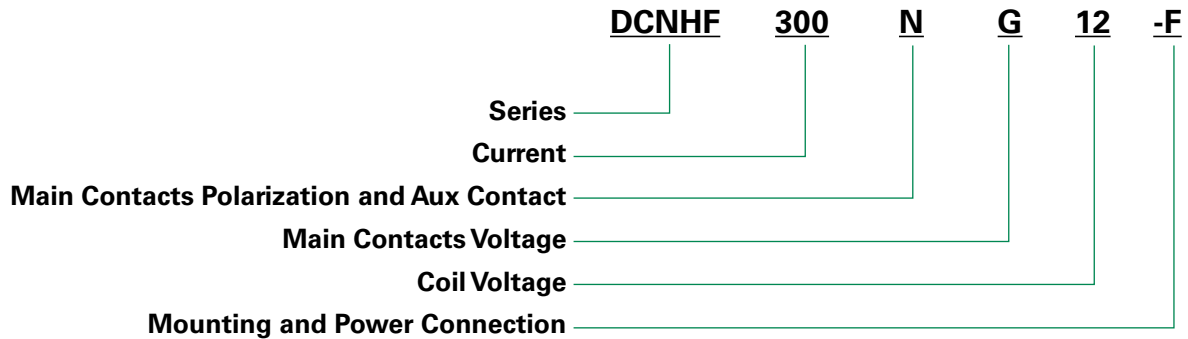 DCNHF 300 N G 12 -F
Series
Current
Main Contacts Polarization and Aux Contact
Main Contacts Voltage
Coil Voltage
Mounting and Power Connection